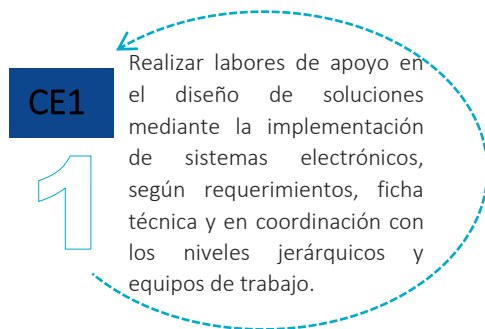 CE1
1
Realizar labores de apoyo en
el diseño de soluciones
mediante la implementación
de sistemas electrónicos,
según requerimientos, ficha
técnica y en coordinación con
los niveles jerárquicos y
equipos de trabajo.